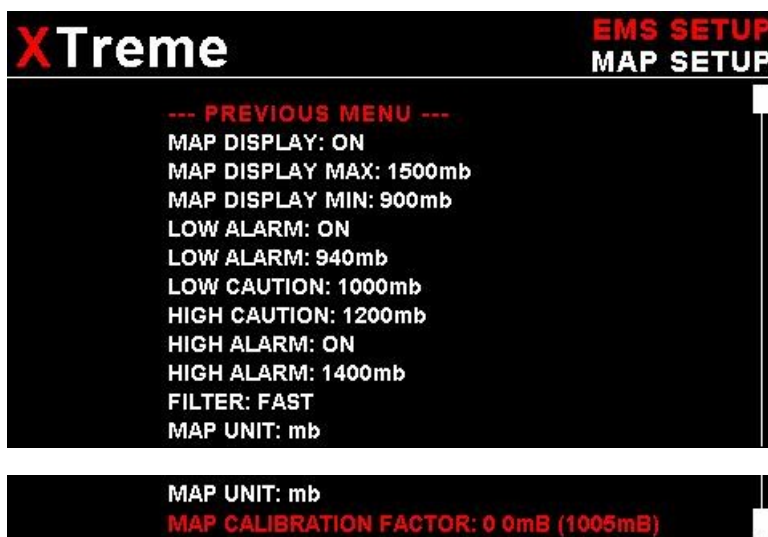 XTreme
EMS SETUP
MAP SETUP
--- PREVIOUS MENU ---
MAP DISPLAY: ON
MAP DISPLAY MAX: 1500mb
MAP DISPLAY MIN: 900mb
LOW ALARM: ON
LOW ALARM: 940mb
LOW CAUTION: 1000mb
HIGH CAUTION: 1200mb
HIGH ALARM: ON
HIGH ALARM: 1400mb
FILTER: FAST
MAP UNIT: mb
MAP UNIT: mb
MAP CALIBRATION FACTOR: 0 0mB (1005mB)